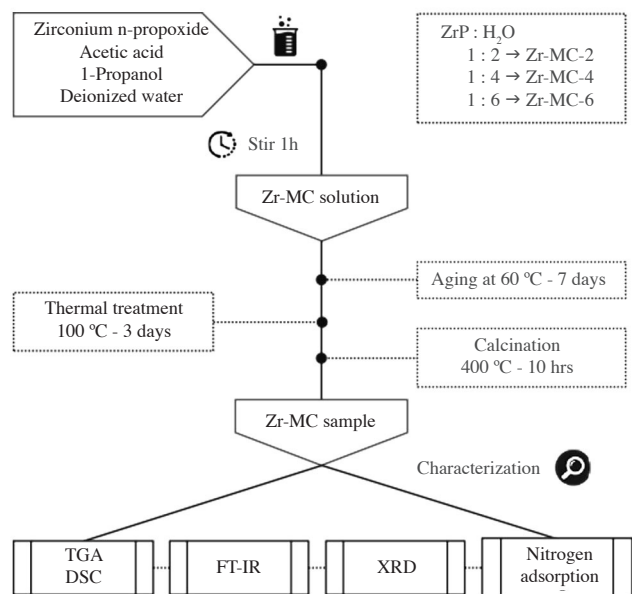 Zirconium n-propoxide
Acetic acid
1-Propanol
Deionized water
ZrP : H₂O
1 : 2 → Zr-MC-2
1 : 4 → Zr-MC-4
1 : 6 → Zr-MC-6
Stir 1h
Zr-MC solution
Aging at 60 ºC - 7 days
Thermal treatment
100 ºC - 3 days
Calcination
400 ºC - 10 hrs
Zr-MC sample
Characterization
TGA
DSC
FT-IR
XRD
Nitrogen
adsorption